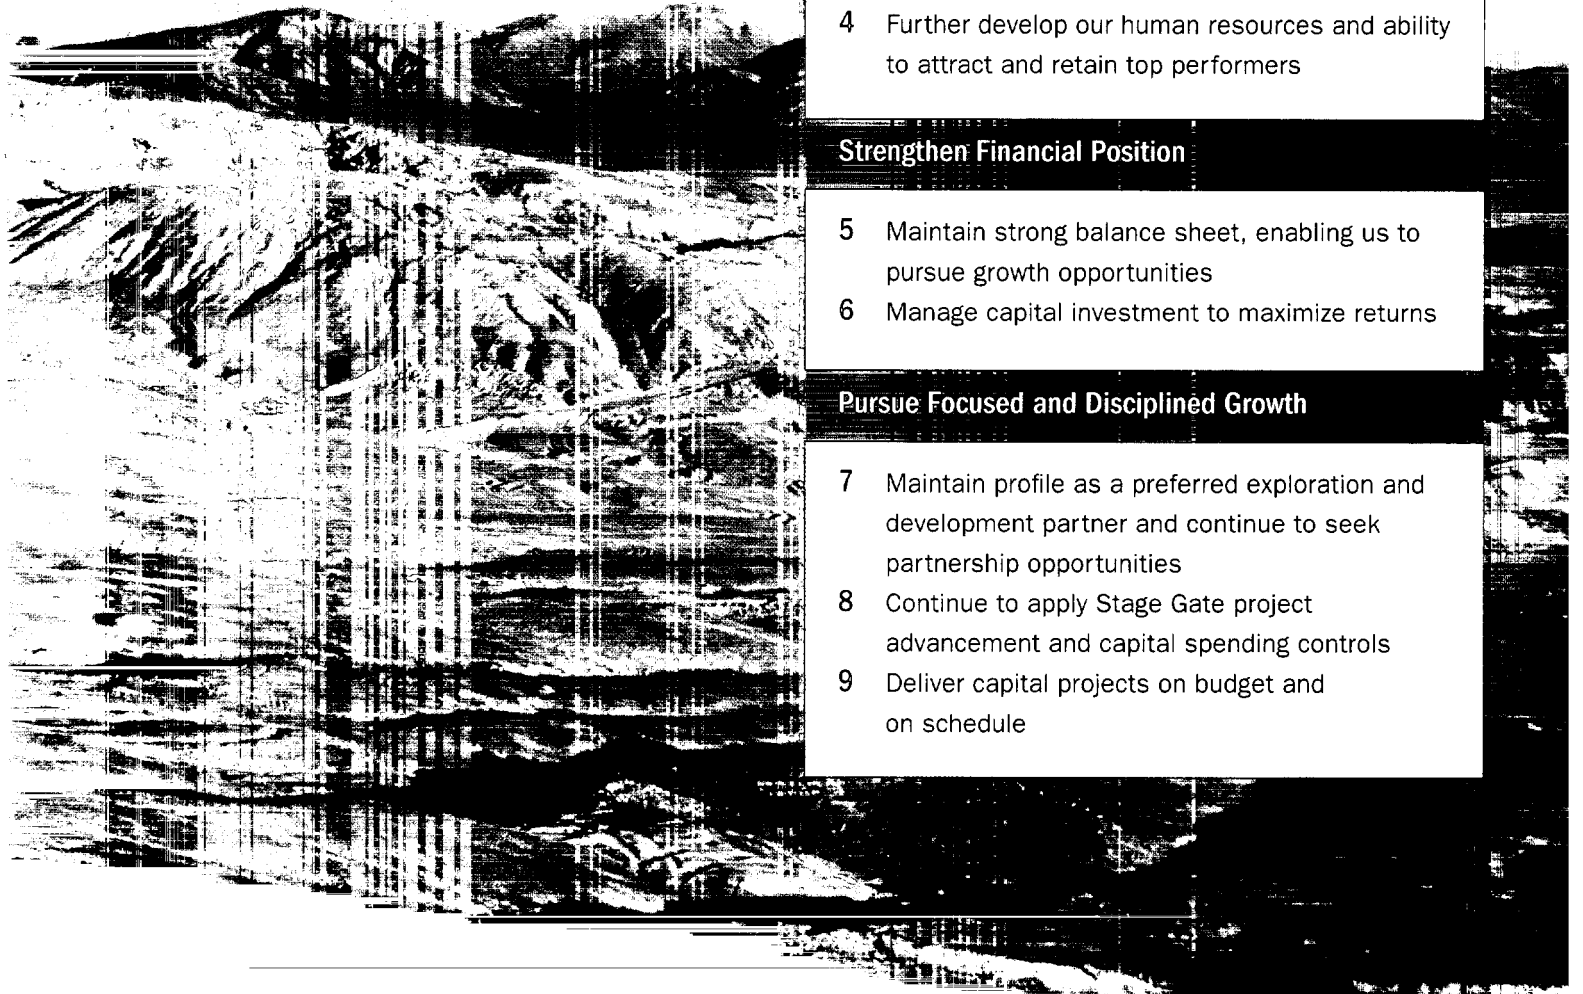 4 Further develop our human resources and ability
to attract and retain top performers
Strengthen Financial Position
5 Maintain strong balance sheet, enabling us to
pursue growth opportunities
6 Manage capital investment to maximize returns
Pursue Focused and Disciplined Growth
7 Maintain profile as a preferred exploration and
development partner and continue to seek
partnership opportunities
8 Continue to apply Stage Gate project
advancement and capital spending controls
9 Deliver capital projects on budget and
on schedule